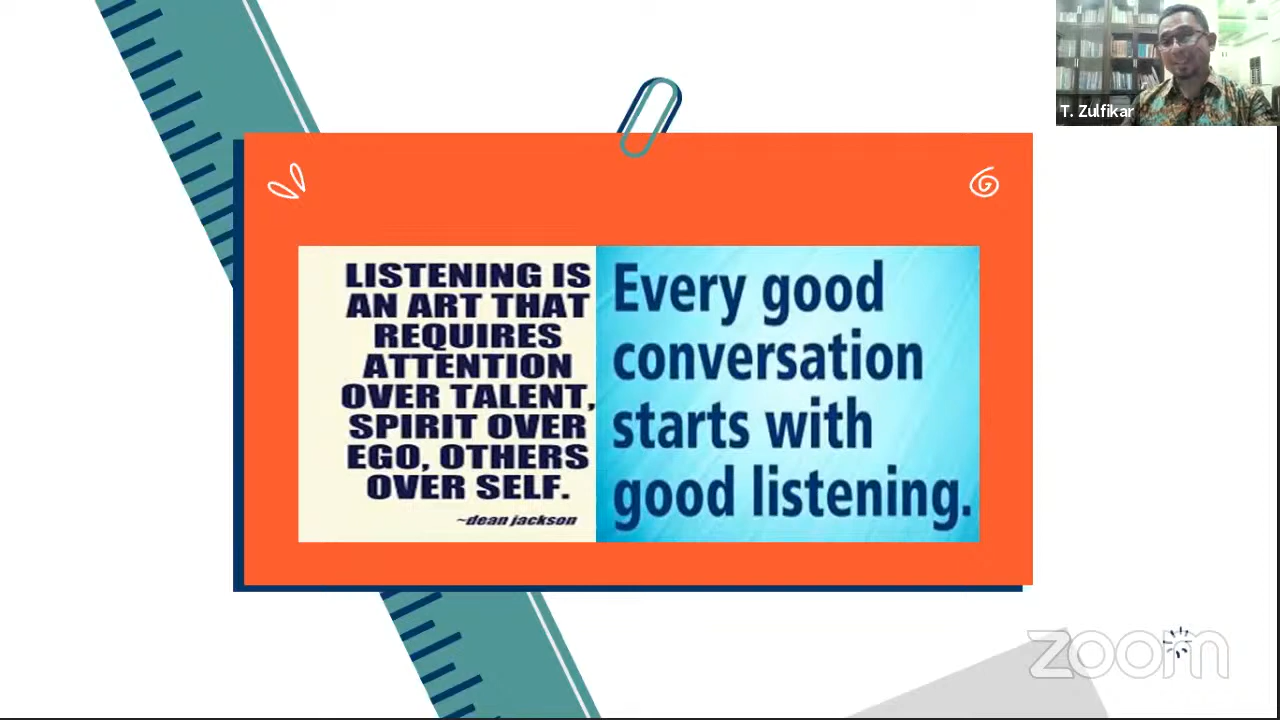 T. Zulfikar
LISTENING IS
AN ART THAT
REQUIRES
ATTENTION
OVER TALENT,
SPIRIT OVER
EGO, OTHERS
OVER SELF.
~dean jackson
Every good
conversation
starts with
good listening.
zoom